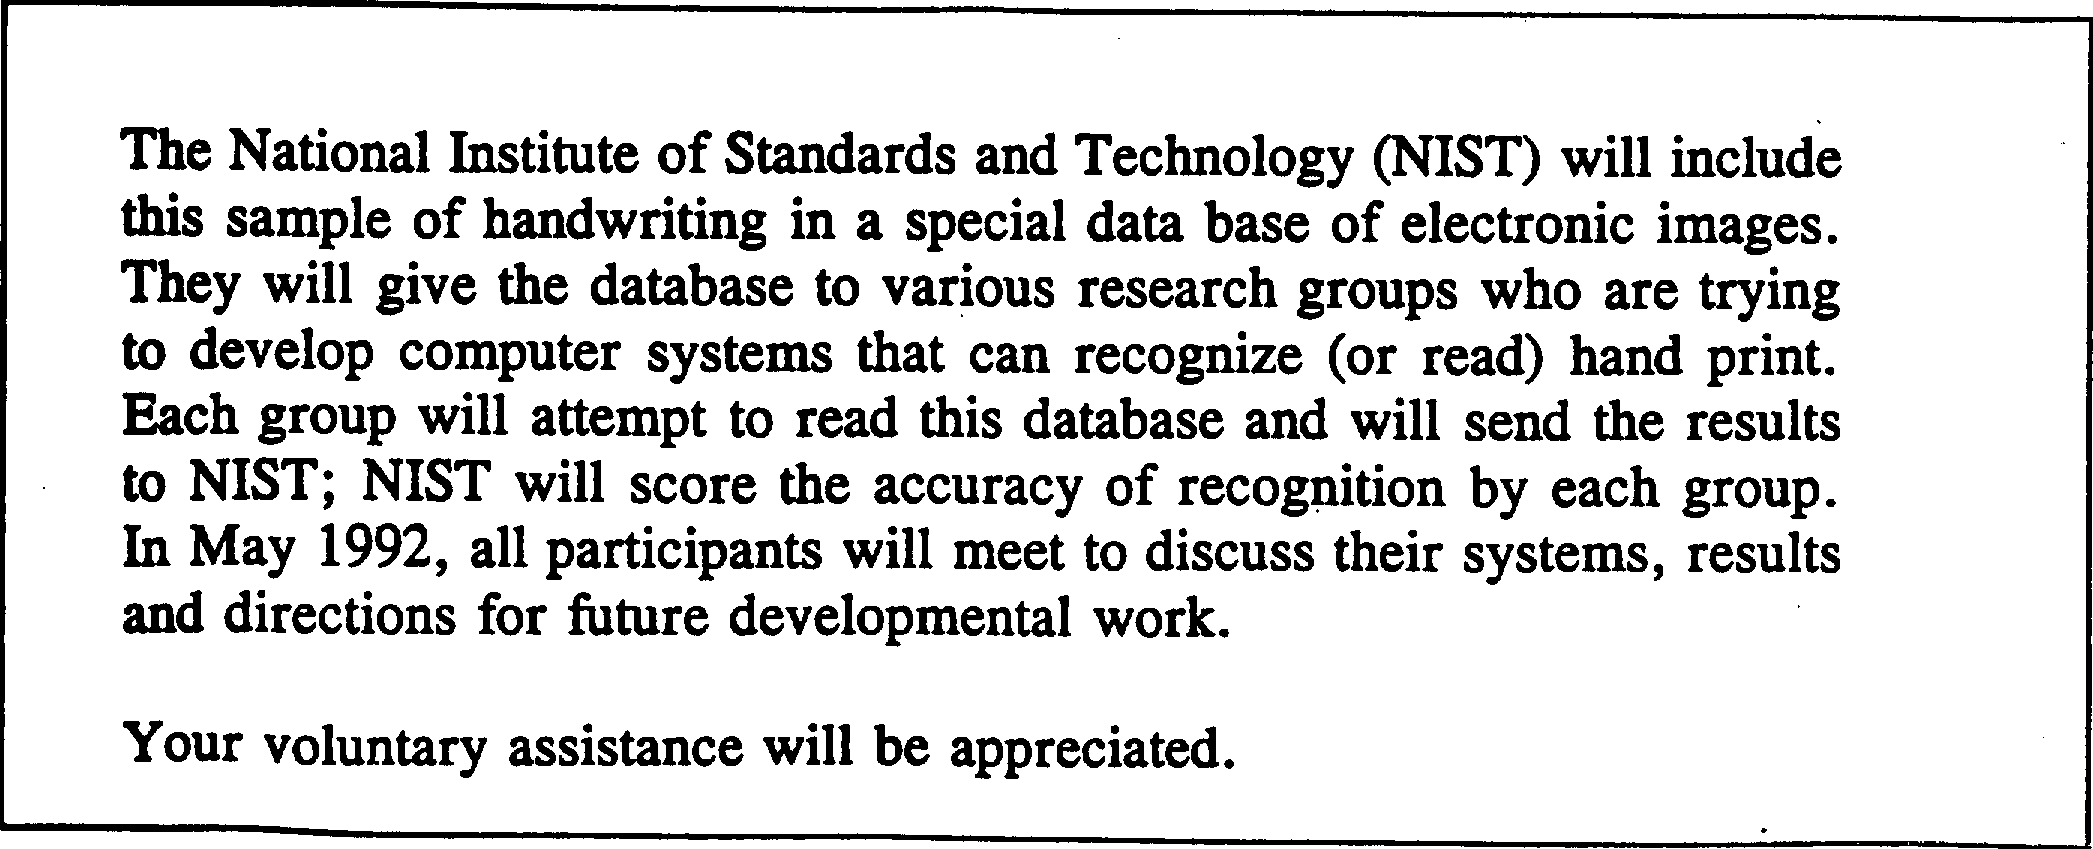 The National Institute of Standards and Technology (NIST) will include
this sample of handwriting in a special data base of electronic images.
They will give the database to various research groups who are trying
to develop computer systems that can recognize (or read) hand print.
Each group will attempt to read this database and will send the results
to NIST; NIST will score the accuracy of recognition by each group.
In May 1992, all participants will meet to discuss their systems, results
and directions for future developmental work.
Your voluntary assistance will be appreciated.